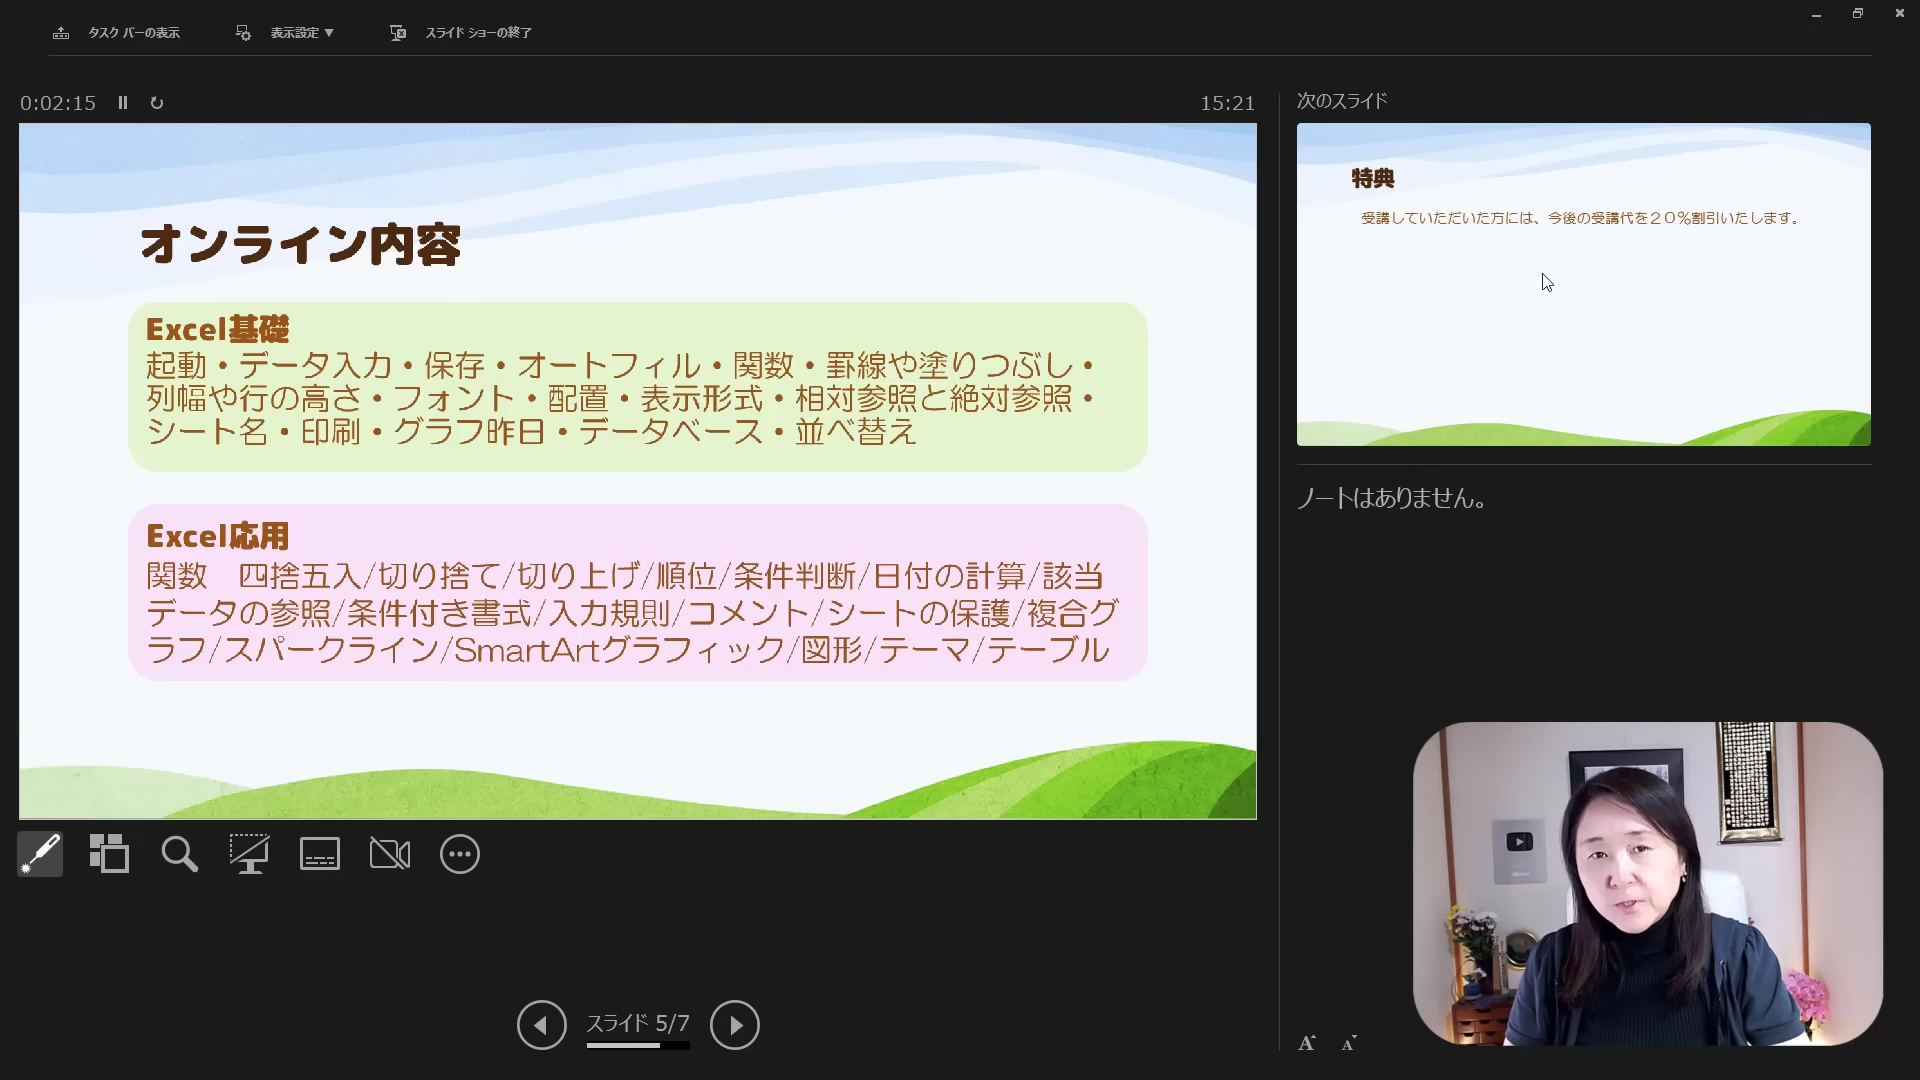 タスク バーの表示
表示設定 ▼
スライド ショーの終了
0:02:15
15:21
次のスライド
オンライン内容
Excel基礎
起動・データ入力・保存・オートフィル・関数・罫線や塗りつぶし・
列幅や行の高さ・フォント・配置・表示形式・相対参照と絶対参照・
シート名・印刷・グラフ昨日・データベース・並べ替え
Excel応用
関数　四捨五入/切り捨て/切り上げ/順位/条件判断/日付の計算/該当
データの参照/条件付き書式/入力規則/コメント/シートの保護/複合グ
ラフ/スパークライン/SmartArtグラフィック/図形/テーマ/テーブル
特典
受講していただいた方には、今後の受講代を２０％割引いたします。
ノートはありません。
スライド 5/7
A A